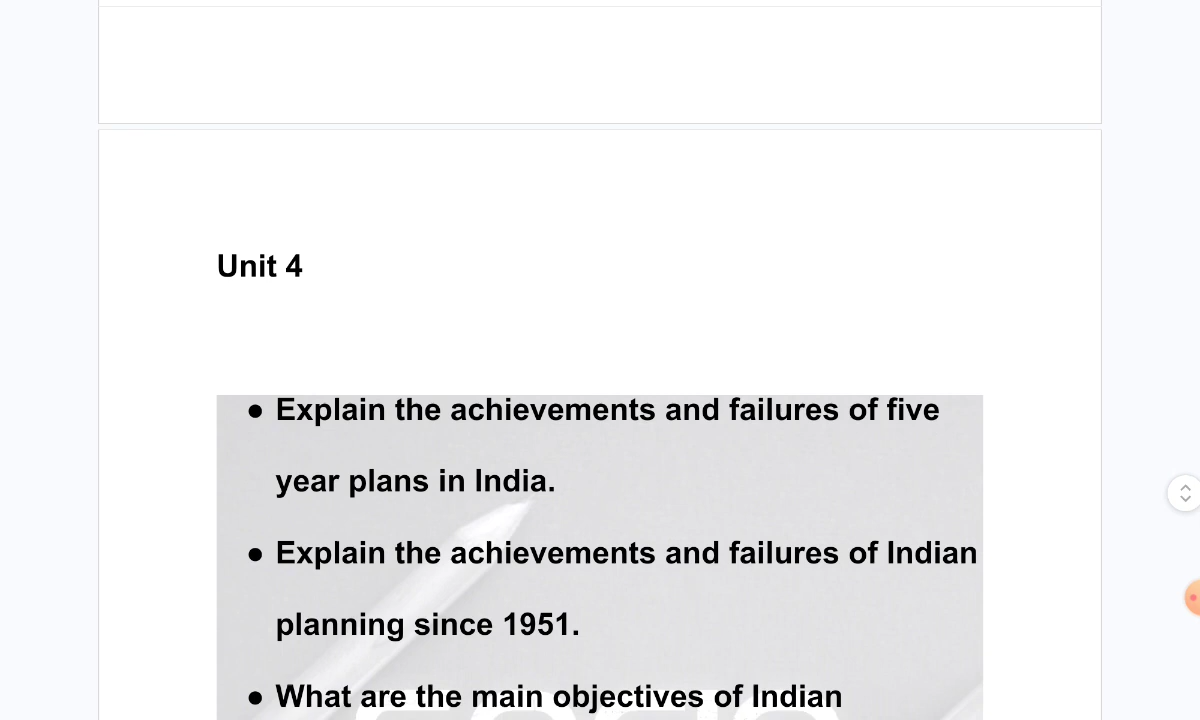 Unit 4
● Explain the achievements and failures of five
year plans in India.
● Explain the achievements and failures of Indian
planning since 1951.
● What are the main objectives of Indian